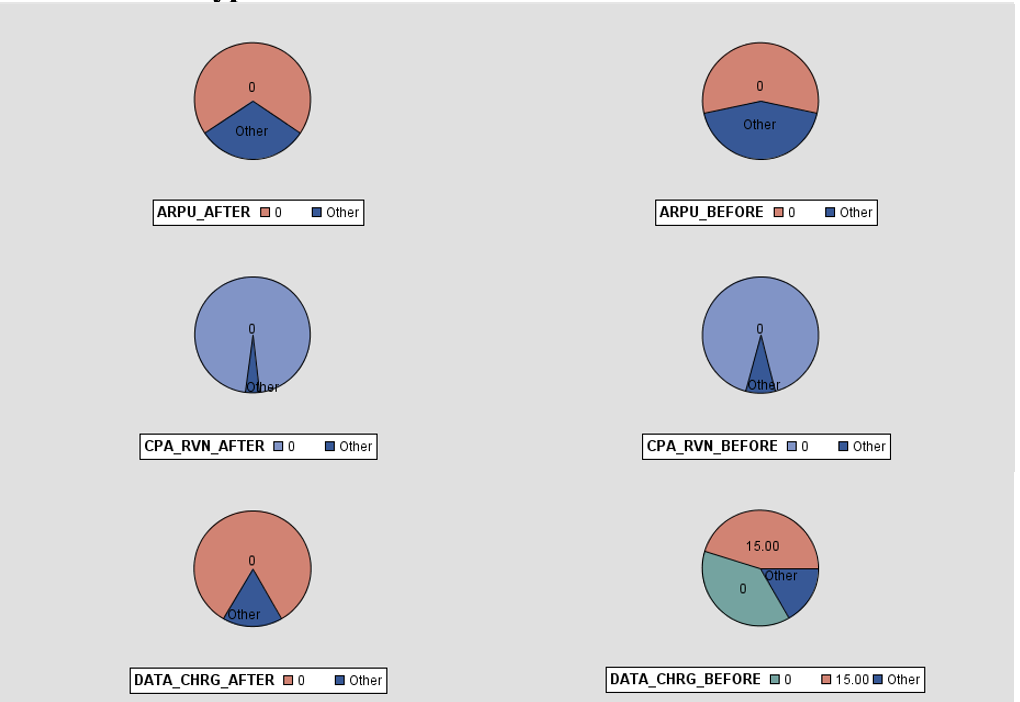 0
Other
ARPU_AFTER 0 Other
0
Other
ARPU_BEFORE 0 Other
0
Other
CPA_RVN_AFTER 0 Other
0
Other
CPA_RVN_BEFORE 0 Other
0
Other
DATA_CHRG_AFTER 0 Other
15.00
Other
0
DATA_CHRG_BEFORE 0 15.00 Other